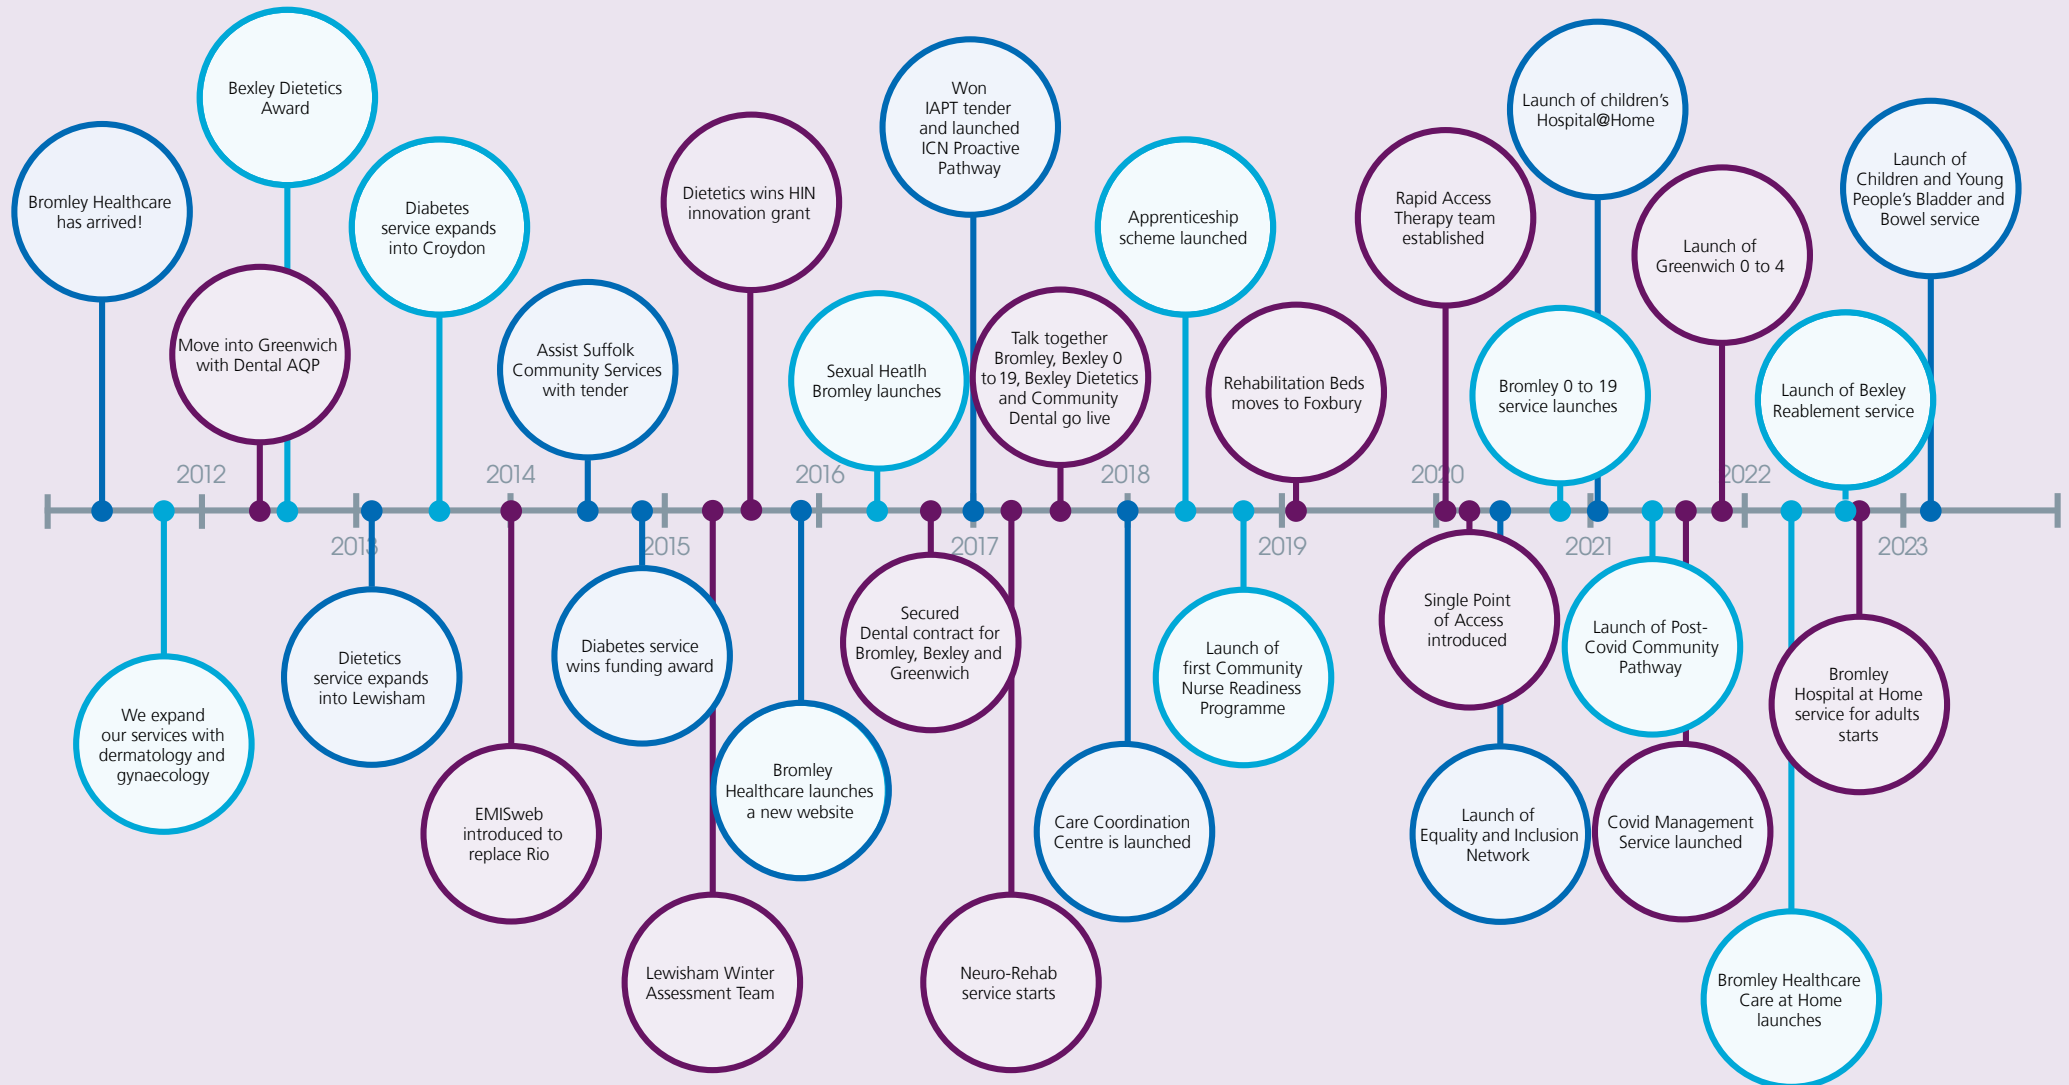 Bromley Healthcare
has arrived!
Bexley Dietetics
Award
Move into Greenwich
with Dental AQP
Diabetes
service expands
into Croydon
Assist Suffolk
Community Services
with tender
Dietetics wins HIN
innovation grant
Sexual Heatlh
Bromley launches
Won
IAPT tender
and launched
ICN Proactive
Pathway
Talk together
Bromley, Bexley 0
to 19, Bexley Dietetics
and Community
Dental go live
Apprenticeship
scheme launched
Rehabilitation Beds
moves to Foxbury
Rapid Access
Therapy team
established
Launch of children's
Hospital@Home
Bromley 0 to 19
service launches
Launch of
Greenwich 0 to 4
Launch of Bexley
Reablement service
Launch of
Children and Young
People's Bladder and
Bowel service
2012
2014
2016
2018
2020
2022
2013
2015
2017
2019
2021
2023
We expand
our services with
dermatology and
gynaecology
Dietetics
service expands
into Lewisham
EMISweb
introduced to
replace Rio
Diabetes service
wins funding award
Lewisham Winter
Assessment Team
Bromley
Healthcare launches
a new website
Secured
Dental contract for
Bromley, Bexley and
Greenwich
Neuro-Rehab
service starts
Care Coordination
Centre is launched
Launch of
first Community
Nurse Readiness
Programme
Single Point
of Access
introduced
Launch of
Equality and Inclusion
Network
Launch of Post-
Covid Community
Pathway
Covid Management
Service launched
Bromley Healthcare
Care at Home
launches
Bromley
Hospital at Home
service for adults
starts